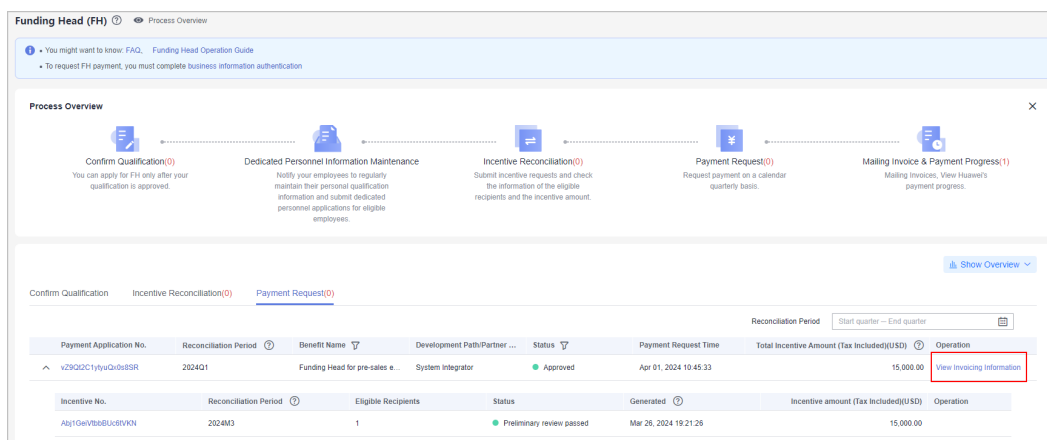 Funding Head (FH) Process Overview
You might want to know: FAQ, Funding Head Operation Guide
To request FH payment, you must complete business information authentication
Process Overview
Confirm Qualification(0)
You can apply for FH only after your
qualification is approved.
Dedicated Personnel Information Maintenance
Notify your employees to regularly
maintain their personal qualification
information and submit dedicated
personnel applications for eligible
employees.
Incentive Reconciliation(0)
Submit incentive requests and check
the information of the eligible
recipients and the incentive amount.
Payment Request(0)
Request payment on a calendar
quarterly basis.
Mailing Invoice & Payment Progress(1)
Mailing Invoices, View Huawei's
payment progress.
Show Overview
Confirm Qualification Incentive Reconciliation(0) Payment Request(0)
Reconciliation Period Start quarter – End quarter
Payment Application No. Reconciliation Period Benefit Name Development Path/Partner ... Status Payment Request Time Total Incentive Amount (Tax Included)(USD) Operation
vZ9Qt2C1ytyuQx0s8SR 2024Q1 Funding Head for pre-sales e... System Integrator Approved Apr 01, 2024 10:45:33 15,000.00 View Invoicing Information
Incentive No. Reconciliation Period Eligible Recipients Status Generated Incentive amount (Tax Included)(USD) Operation
2024M3 1 Preliminary review passed Mar 26, 2024 19:21:26 15,000.00